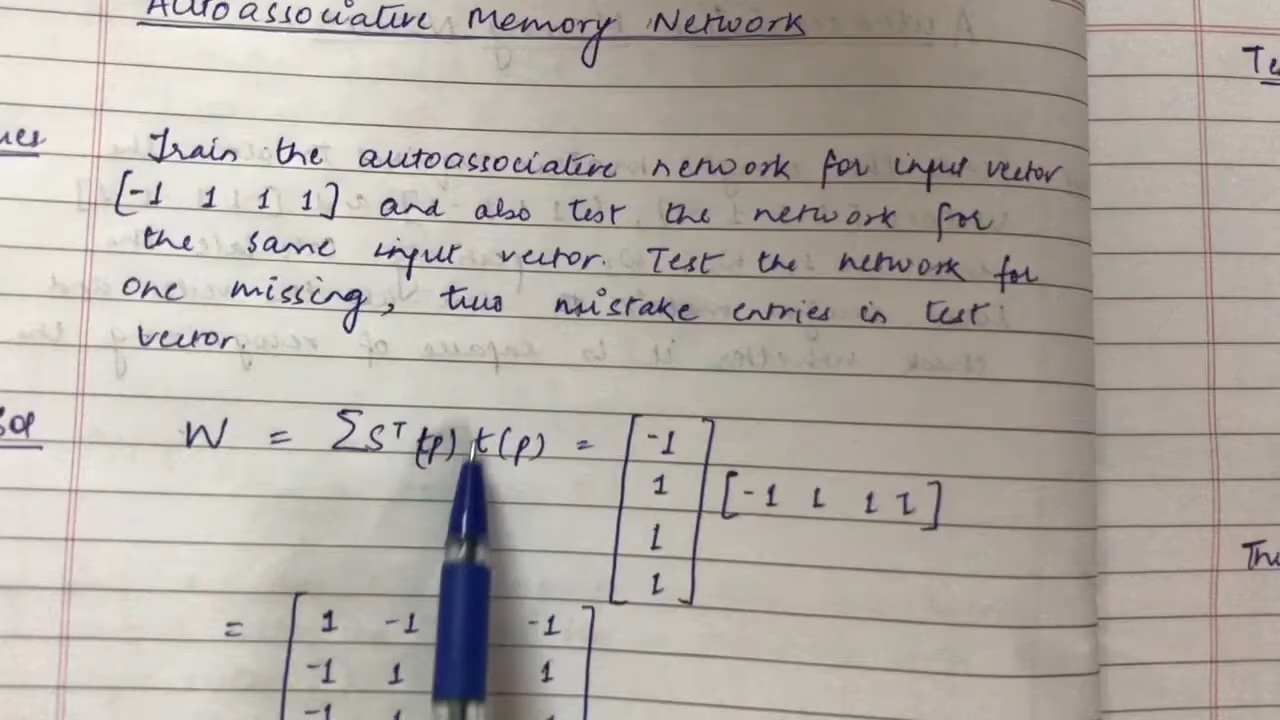 Autoassociative Memory Network
Train the autoassociative network for input vector
[-1 1 1 1] and also test the network for
the same input vector. Test the network for
one missing, two mistake entries in test
vector.
Sol W = ΣSᵀ(p) t(p) = [-1 1 1 1] [-1 1 1 1]
= 1 -1 -1
-1 1 1
-1